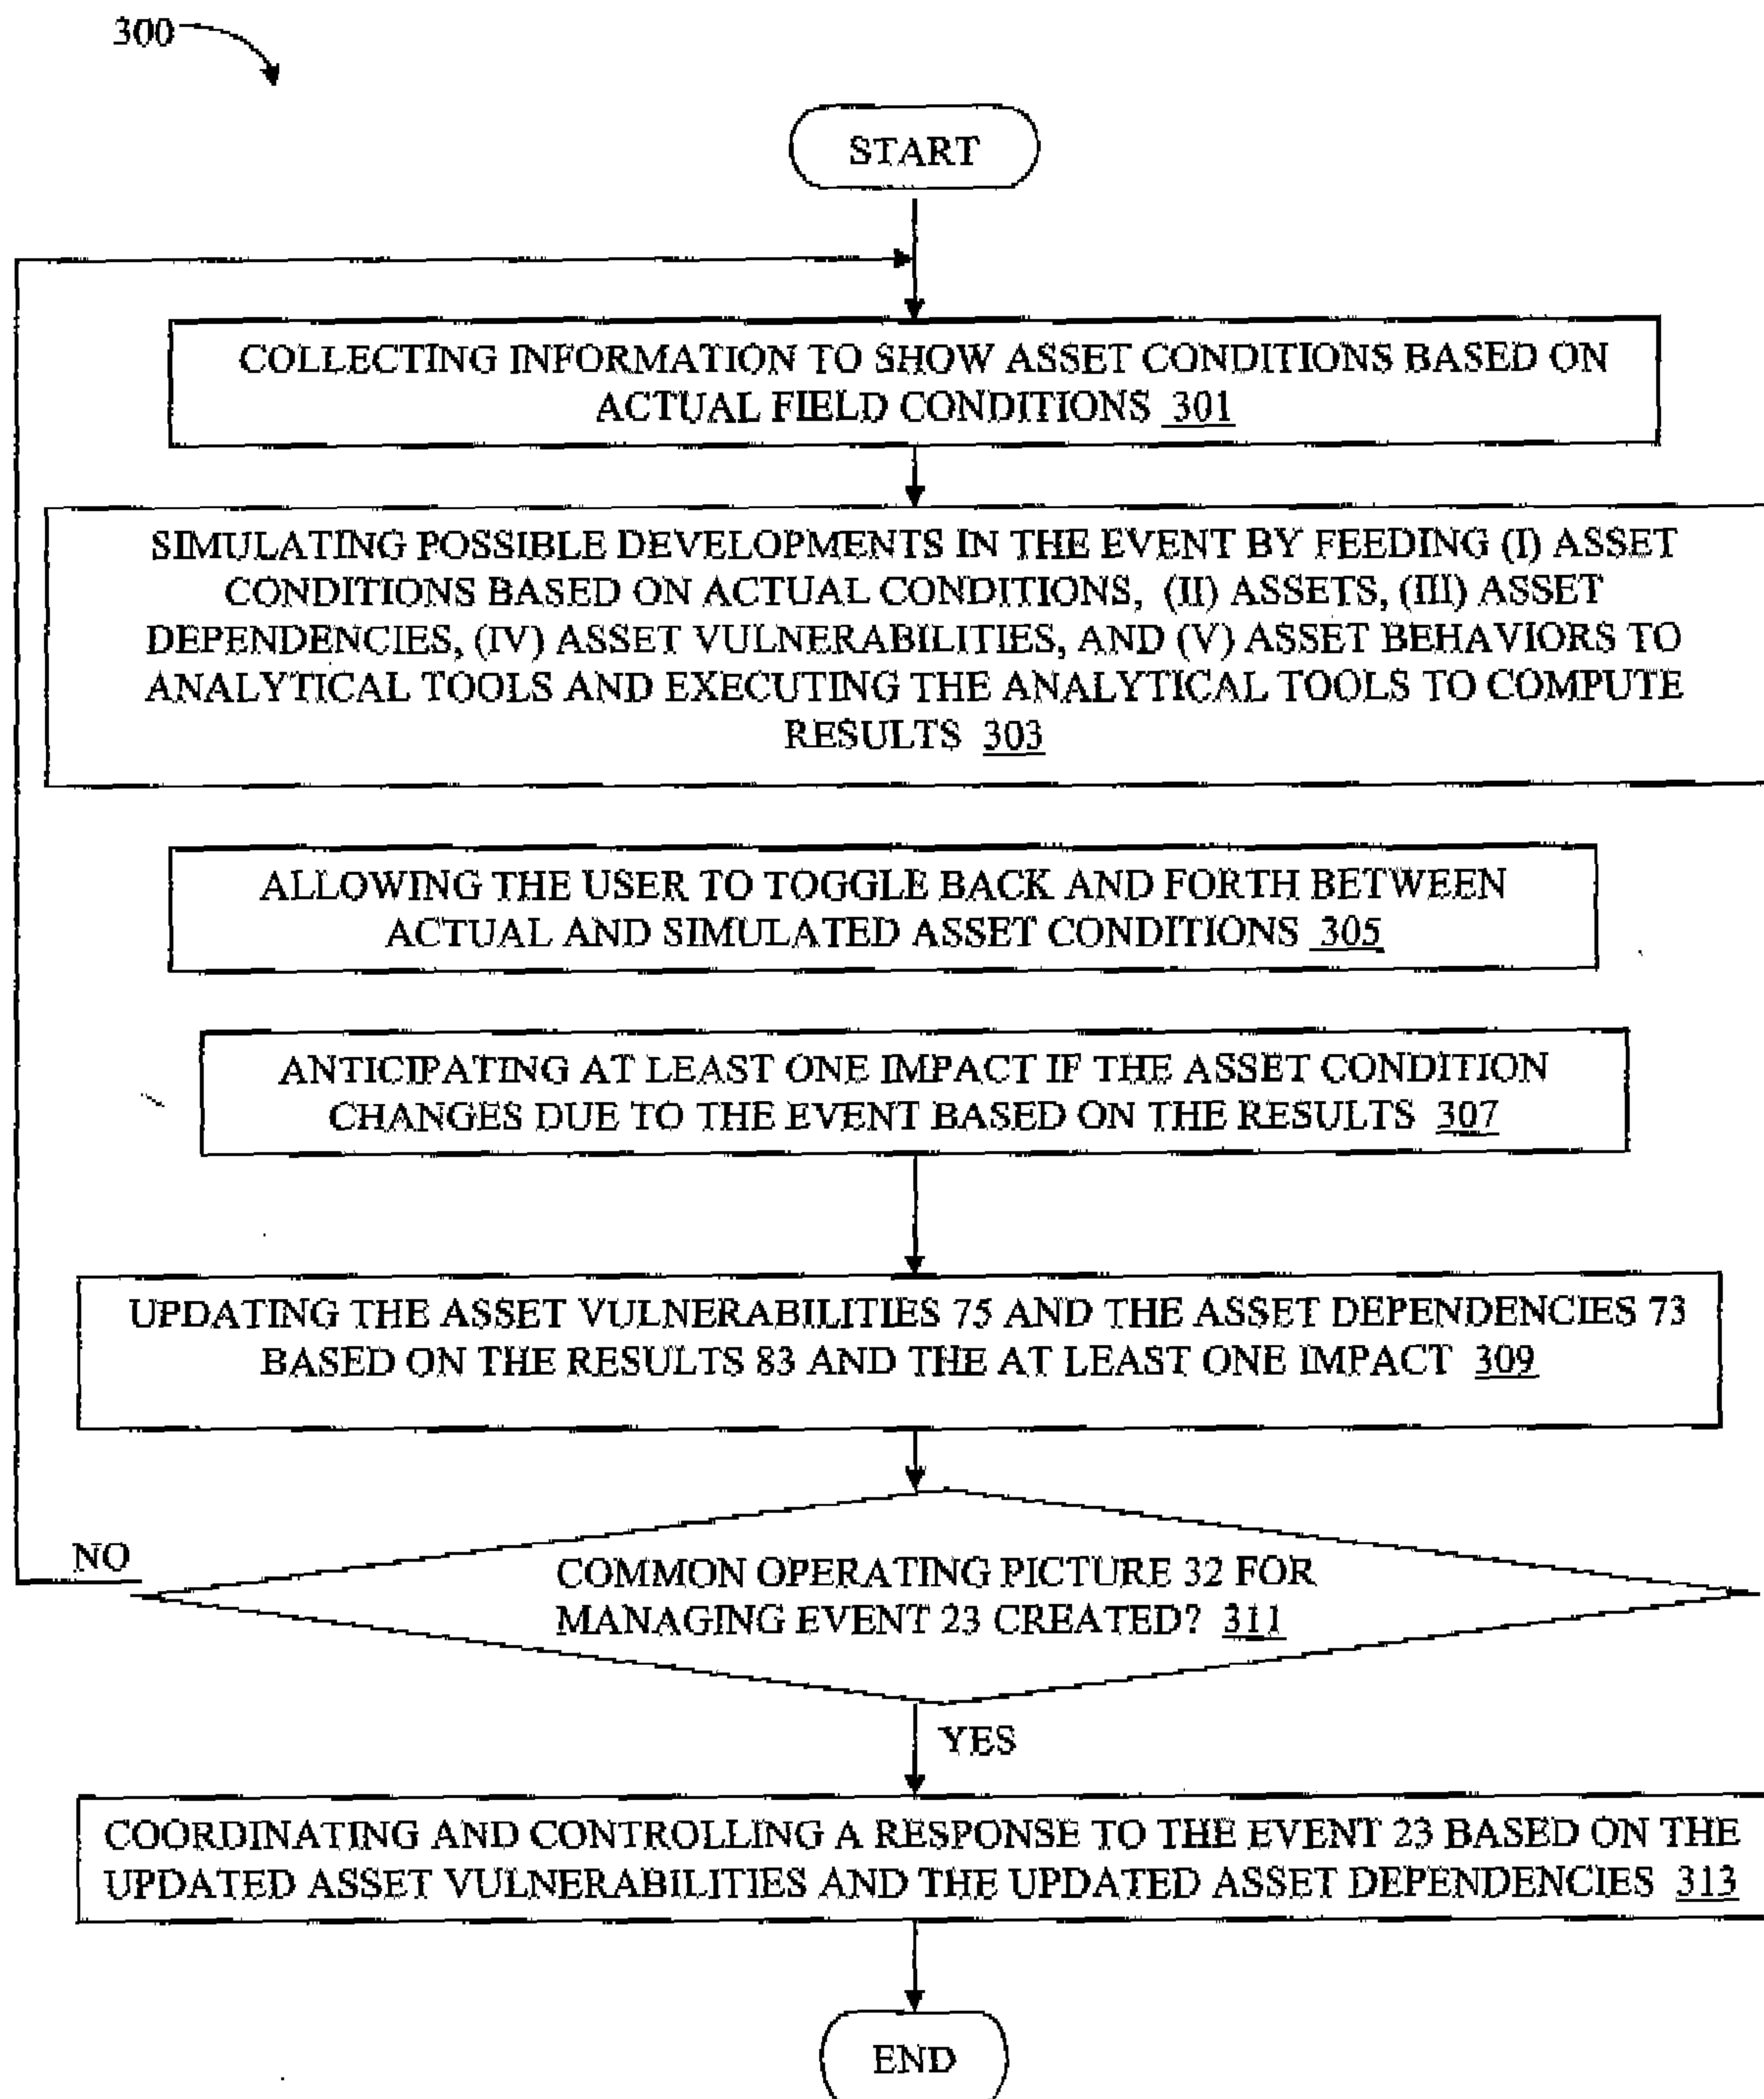 300
START
COLLECTING INFORMATION TO SHOW ASSET CONDITIONS BASED ON
ACTUAL FIELD CONDITIONS 301
SIMULATING POSSIBLE DEVELOPMENTS IN THE EVENT BY FEEDING (I) ASSET
CONDITIONS BASED ON ACTUAL CONDITIONS, (II) ASSETS, (III) ASSET
DEPENDENCIES, (IV) ASSET VULNERABILITIES, AND (V) ASSET BEHAVIORS TO
ANALYTICAL TOOLS AND EXECUTING THE ANALYTICAL TOOLS TO COMPUTE
RESULTS 303
ALLOWING THE USER TO TOGGLE BACK AND FORTH BETWEEN
ACTUAL AND SIMULATED ASSET CONDITIONS 305
ANTICIPATING AT LEAST ONE IMPACT IF THE ASSET CONDITION
CHANGES DUE TO THE EVENT BASED ON THE RESULTS 307
UPDATING THE ASSET VULNERABILITIES 75 AND THE ASSET DEPENDENCIES 73
BASED ON THE RESULTS 83 AND THE AT LEAST ONE IMPACT 309
NO
COMMON OPERATING PICTURE 32 FOR
MANAGING EVENT 23 CREATED? 311
YES
COORDINATING AND CONTROLLING A RESPONSE TO THE EVENT 23 BASED ON THE
UPDATED ASSET VULNERABILITIES AND THE UPDATED ASSET DEPENDENCIES 313
END